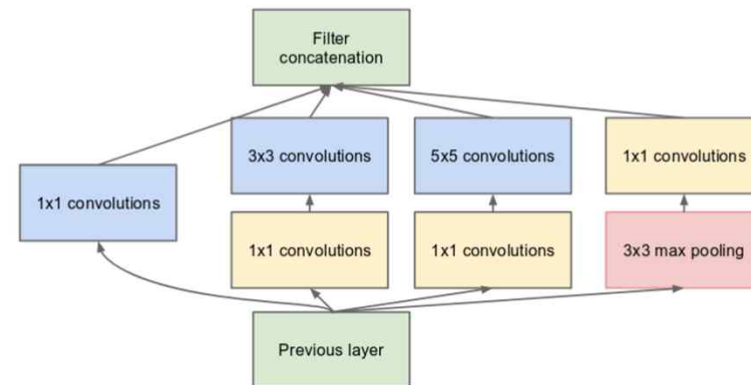 Filter
concatenation
3x3 convolutions
5x5 convolutions
1x1 convolutions
1x1 convolutions
1x1 convolutions
1x1 convolutions
3x3 max pooling
Previous layer